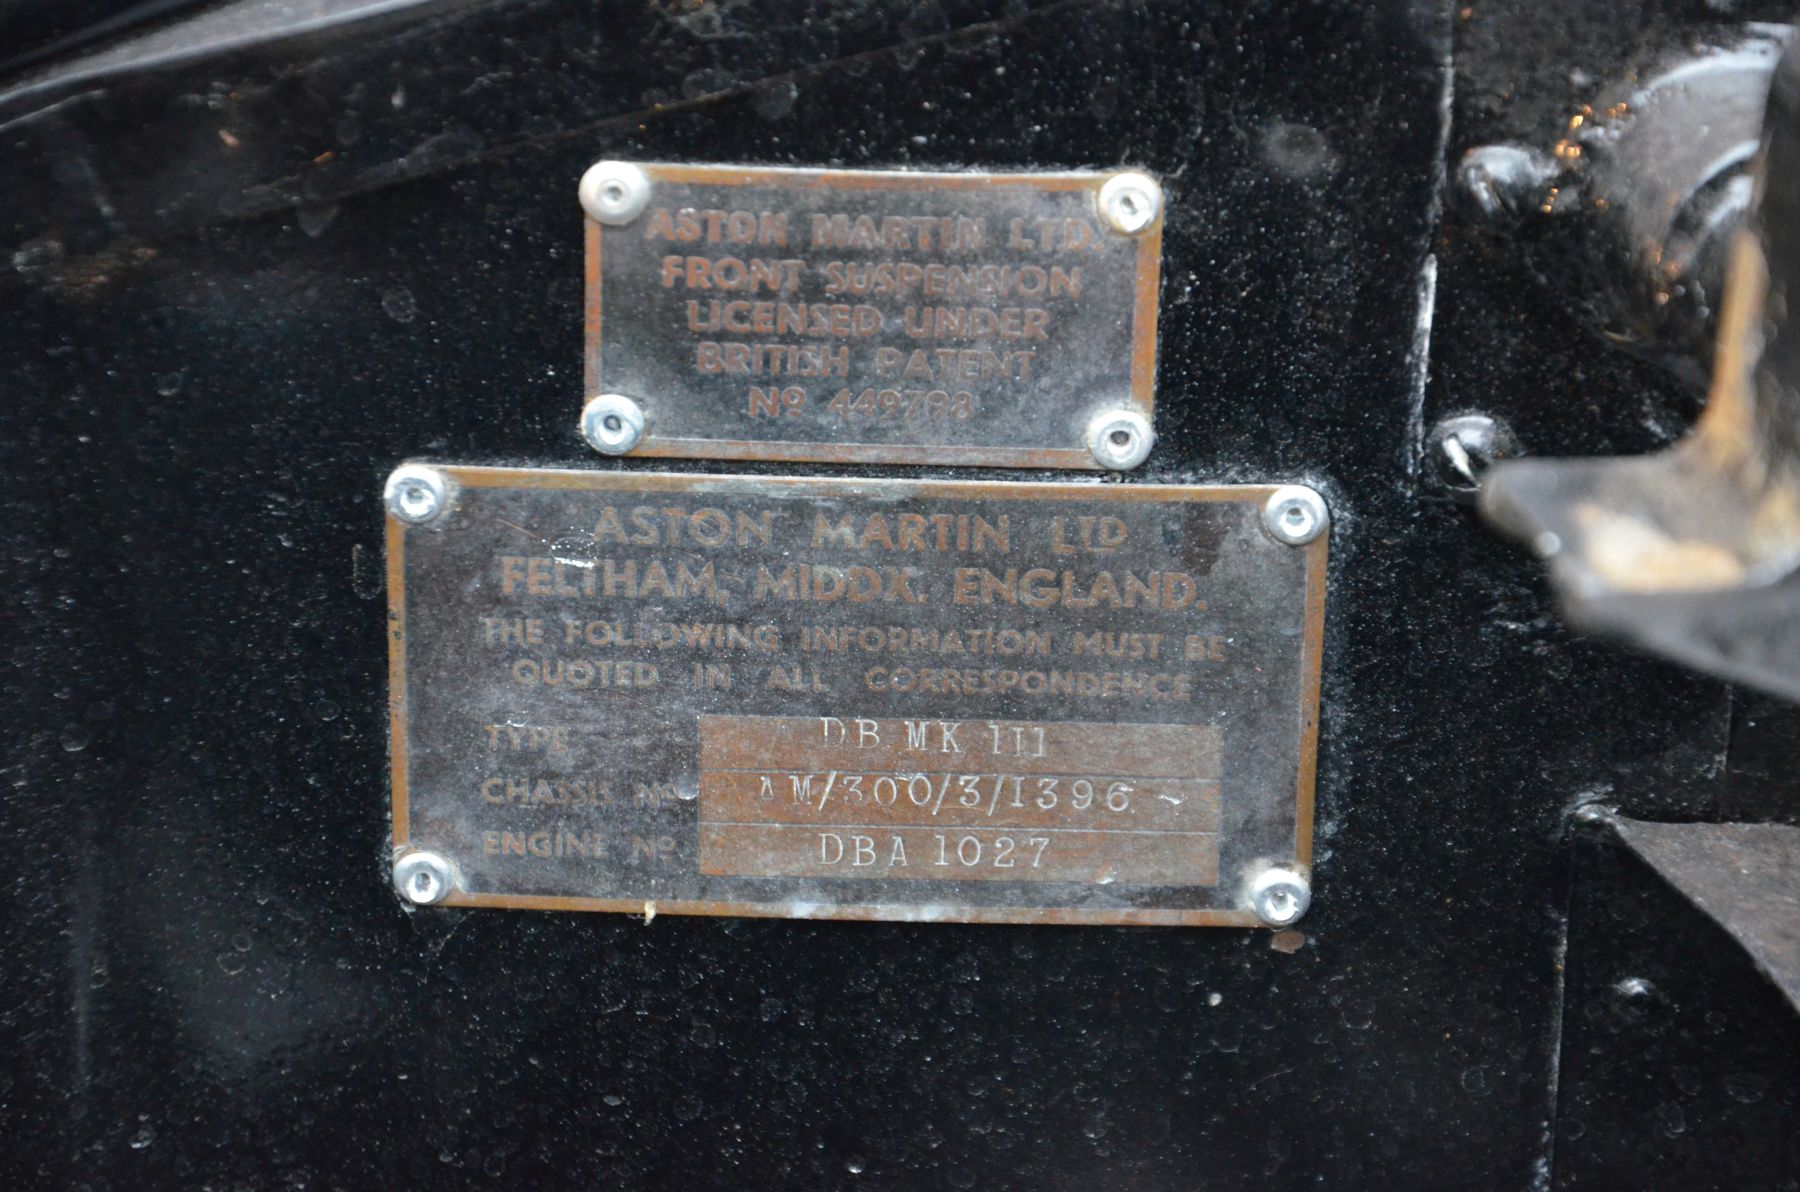 ASTON MARTIN LTD.
FRONT SUSPENSION
LICENSED UNDER
BRITISH PATENT
Nº 449798
ASTON MARTIN LTD
FELTHAM, MIDDX. ENGLAND.
THE FOLLOWING INFORMATION MUST BE
QUOTED IN ALL CORRESPONDENCE
TYPE DB MK III
CHASSIS Nº AM/300/3/1396
ENGINE Nº DBA 1027